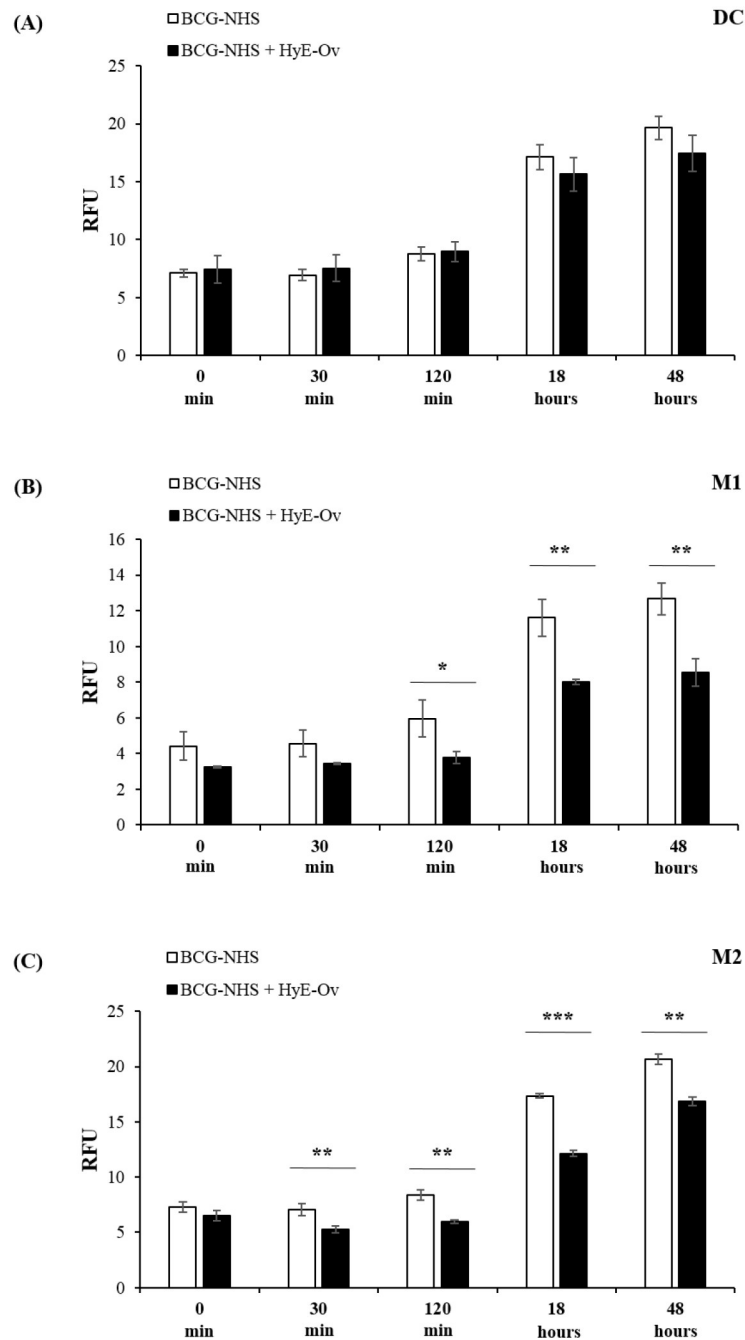 (A)
BCG-NHS
DC
BCG-NHS + HyE-Ov
25
20
15
10
5
0
RFU
0 30 120 18 48
min min min hours hours
(B)
BCG-NHS
M1
BCG-NHS + HyE-Ov
16
14
12
10
8
6
4
2
0
RFU
* ** **
0 30 120 18 48
min min min hours hours
(C)
BCG-NHS
M2
BCG-NHS + HyE-Ov
25
20
15
10
5
0
RFU
** ** *** **
0 30 120 18 48
min min min hours hours